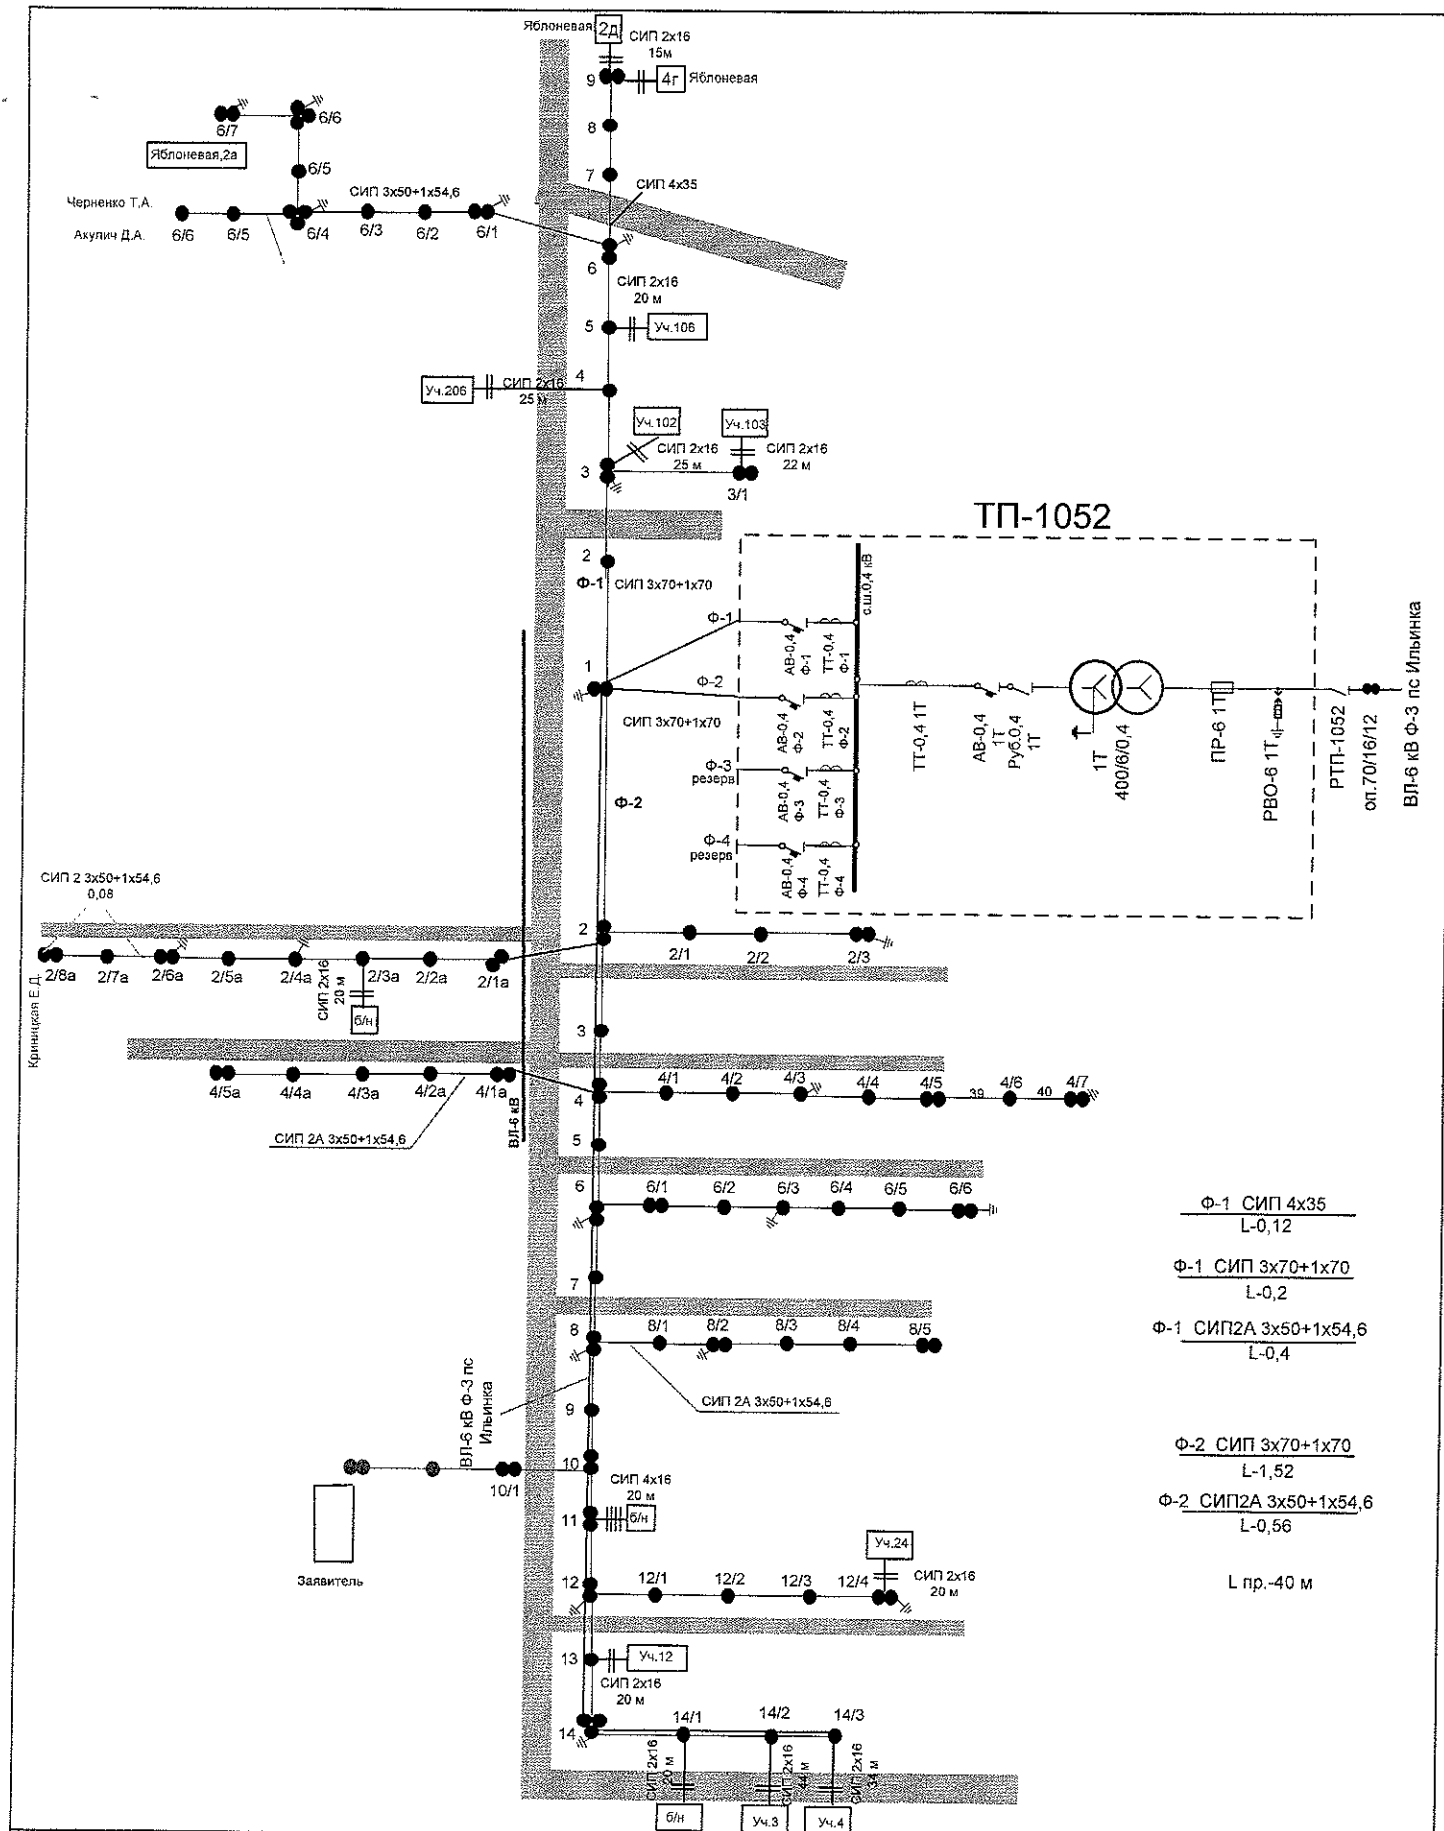 Яблоневая
2д
СИП 2х16
15м
9
4г
Яблоневая
8
7
6/7
6/6
Яблоневая,2а
6/5
СИП 3х50+1х54,6
СИП 4х35
Черненко Т.А.
Акулич Д.А.
6/6
6/5
6/4
6/3
6/2
6/1
6
СИП 2х16
20 м
5
Уч.106
4
Уч.206
СИП 2х16
25 м
Уч.102
Уч.103
СИП 2х16
25 м
СИП 2х16
22 м
3
3/1
ТП-1052
2
Ф-1
СИП 3х70+1х70
с.ш.0,4 кВ
Ф-1
АВ-0,4
Ф-1
ТТ-0,4
Ф-1
1
Ф-2
СИП 3х70+1х70
АВ-0,4
Ф-2
ТТ-0,4
Ф-2
Ф-3
резерв
АВ-0,4
Ф-3
ТТ-0,4
Ф-3
Ф-2
Ф-4
резерв
АВ-0,4
Ф-4
ТТ-0,4
Ф-4
ТТ-0,4 1Т
АВ-0,4
1Т
Руб.0,4
1Т
1Т
400/6/0,4
ПР-6 1Т
РВО-6 1Т
РТП-1052
оп.70/16/12
ВЛ-6 кВ Ф-3 пс Ильинка
СИП 2 3х50+1х54,6
0,08
2
2/1
2/2
2/3
2/8а
2/7а
2/6а
2/5а
2/4а
2/3а
2/2а
2/1а
Криницкая Е.Д.
СИП 2х16
20 м
б/н
3
4/5а
4/4а
4/3а
4/2а
4/1а
СИП 2А 3х50+1х54,6
ВЛ-6 кВ
4
4/1
4/2
4/3
4/4
4/5
39
4/6
40
4/7
5
6
6/1
6/2
6/3
6/4
6/5
6/6
Ф-1 СИП 4х35
L-0,12
Ф-1 СИП 3х70+1х70
L-0,2
Ф-1 СИП2А 3х50+1х54,6
L-0,4
7
8
8/1
8/2
8/3
8/4
8/5
СИП 2А 3х50+1х54,6
ВЛ-6 кВ Ф-3 пс
Ильинка
9
10
10/1
Ф-2 СИП 3х70+1х70
L-1,52
Ф-2 СИП2А 3х50+1х54,6
L-0,56
L пр.-40 м
Заявитель
СИП 4х16
20 м
11
б/н
12
12/1
12/2
12/3
12/4
Уч.24
СИП 2х16
20 м
13
Уч.12
СИП 2х16
20 м
14
14/1
14/2
14/3
СИП 2х16
20 м
СИП 2х16
44 м
СИП 2х16
34 м
б/н
Уч.3
Уч.4